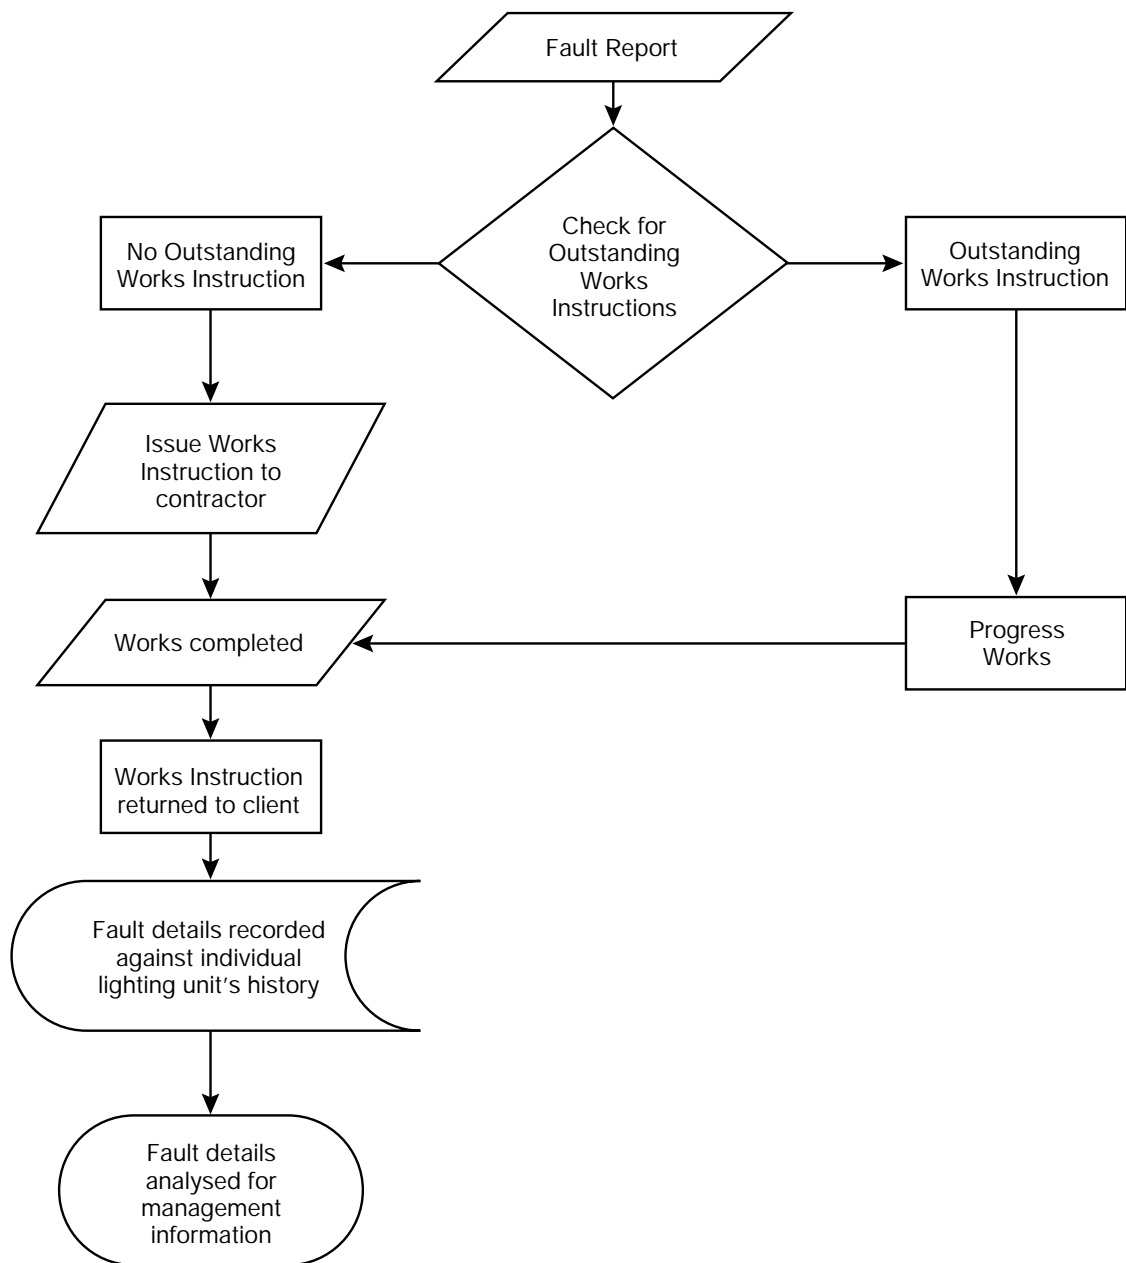 Fault Report
Check for
Outstanding
Works
Instructions
No Outstanding
Works Instruction
Outstanding
Works Instruction
Issue Works
Instruction to
contractor
Works completed
Progress
Works
Works Instruction
returned to client
Fault details recorded
against individual
lighting unit’s history
Fault details
analysed for
management
information